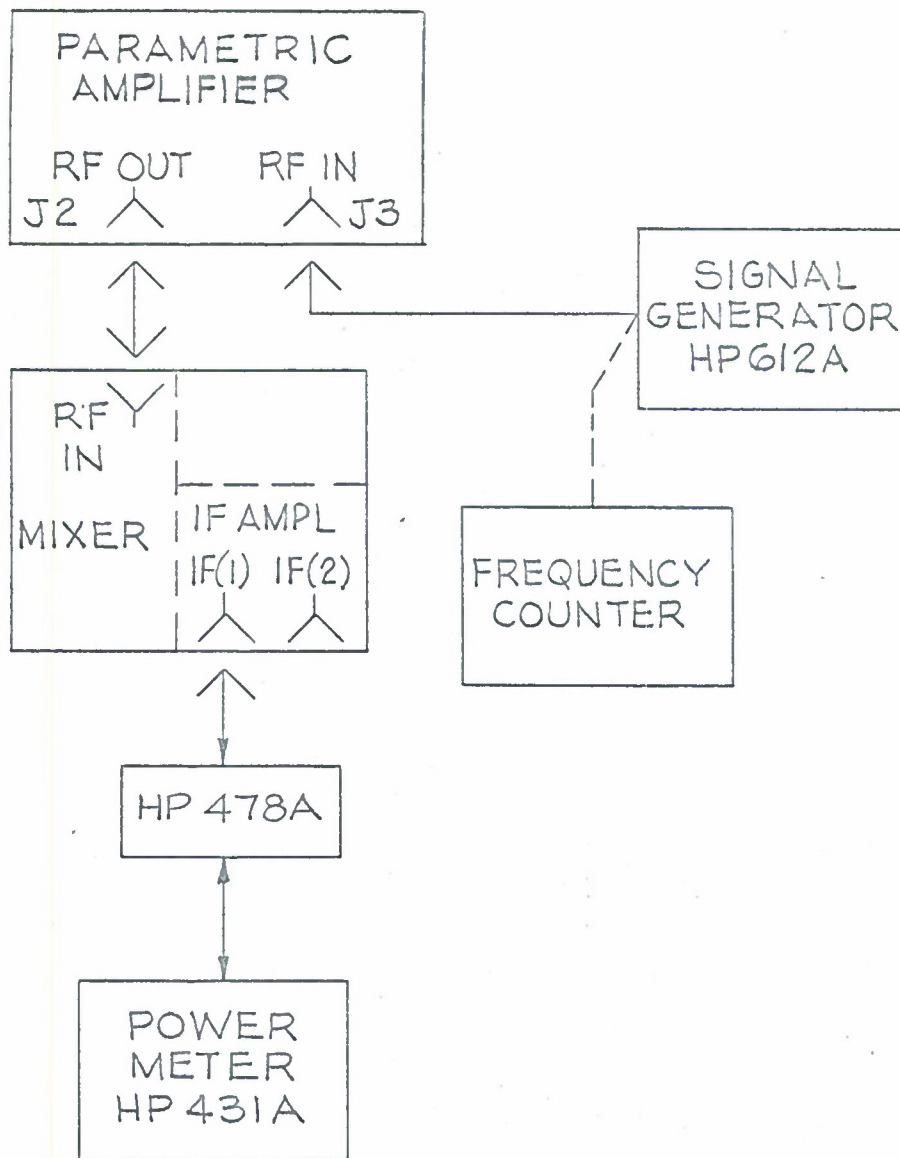 PARAMETRIC
AMPLIFIER
RF OUT
RF IN
J2
J3
SIGNAL
GENERATOR
HP612A
RF
IN
MIXER
IF AMPL
IF(1)
IF(2)
FREQUENCY
COUNTER
HP 478A
POWER
METER
HP 431A